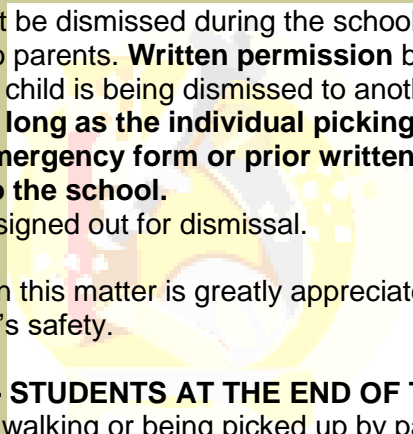 t be dismissed during the school
o parents. Written permission b
child is being dismissed to anoth
long as the individual picking
mergency form or prior written
o the school.
signed out for dismissal.
n this matter is greatly appreciate
's safety.
- STUDENTS AT THE END OF T
walking or being picked up by pa